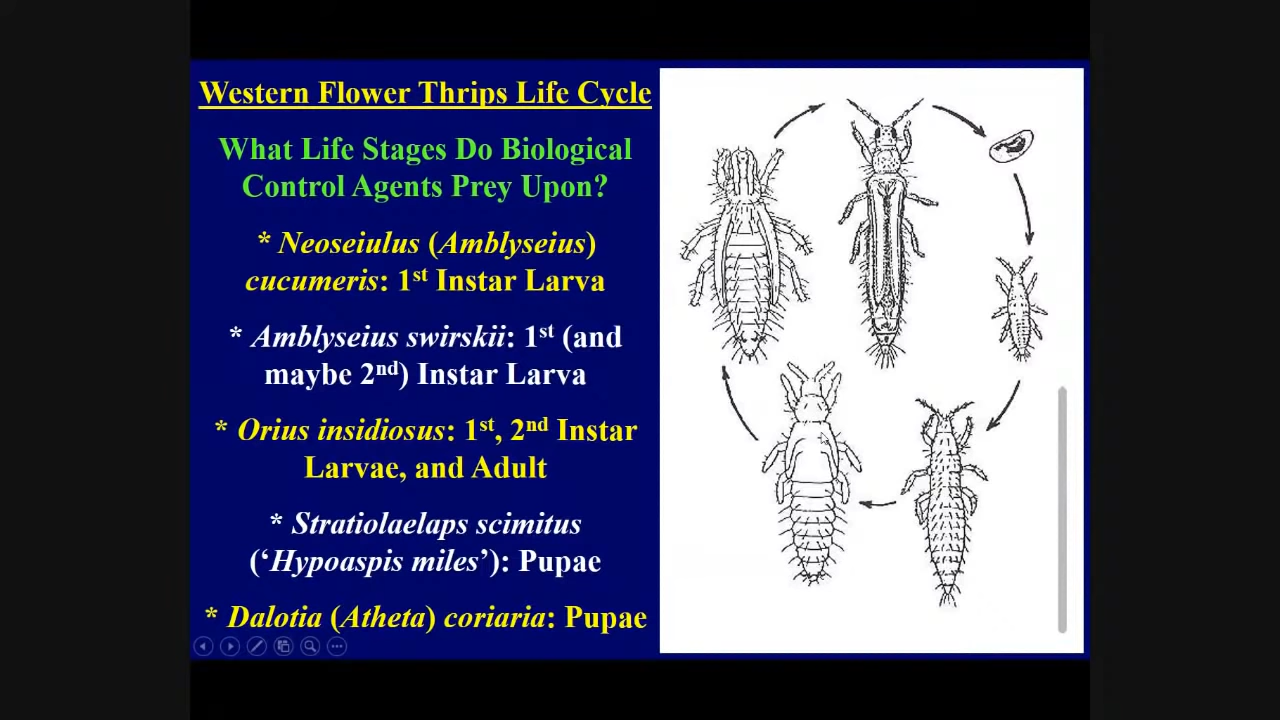 Western Flower Thrips Life Cycle
What Life Stages Do Biological
Control Agents Prey Upon?
* Neoseiulus (Amblyseius)
cucumeris: 1st Instar Larva
* Amblyseius swirskii: 1st (and
maybe 2nd) Instar Larva
* Orius insidiosus: 1st, 2nd Instar
Larvae, and Adult
* Stratiolaelaps scimitus
(‘Hypoaspis miles’): Pupae
* Dalotia (Atheta) coriaria: Pupae